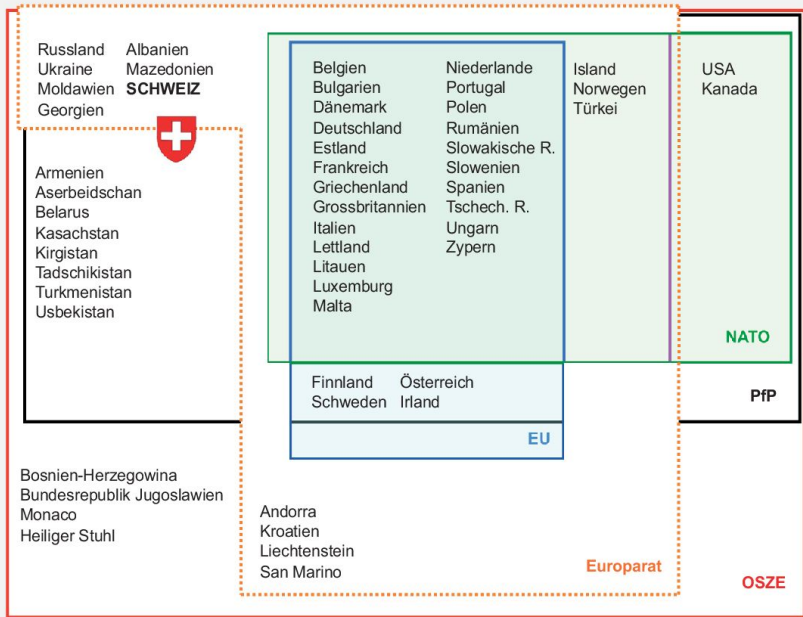 Russland
Ukraine
Moldawien
Georgien
Albanien
Mazedonien
SCHWEIZ
Armenien
Aserbeidschan
Belarus
Kasachstan
Kirgistan
Tadschikistan
Turkmenistan
Usbekistan
Belgien
Bulgarien
Dänemark
Deutschland
Estland
Frankreich
Griechenland
Grossbritannien
Italien
Lettland
Litauen
Luxemburg
Malta
Niederlande
Portugal
Polen
Rumänien
Slowakische R.
Slowenien
Spanien
Tschech. R.
Ungarn
Zypern
Island
Norwegen
Türkei
USA
Kanada
NATO
Finnland
Schweden
Österreich
Irland
PfP
EU
Bosnien-Herzegowina
Bundesrepublik Jugoslawien
Monaco
Heiliger Stuhl
Andorra
Kroatien
Liechtenstein
San Marino
Europarat
OSZE